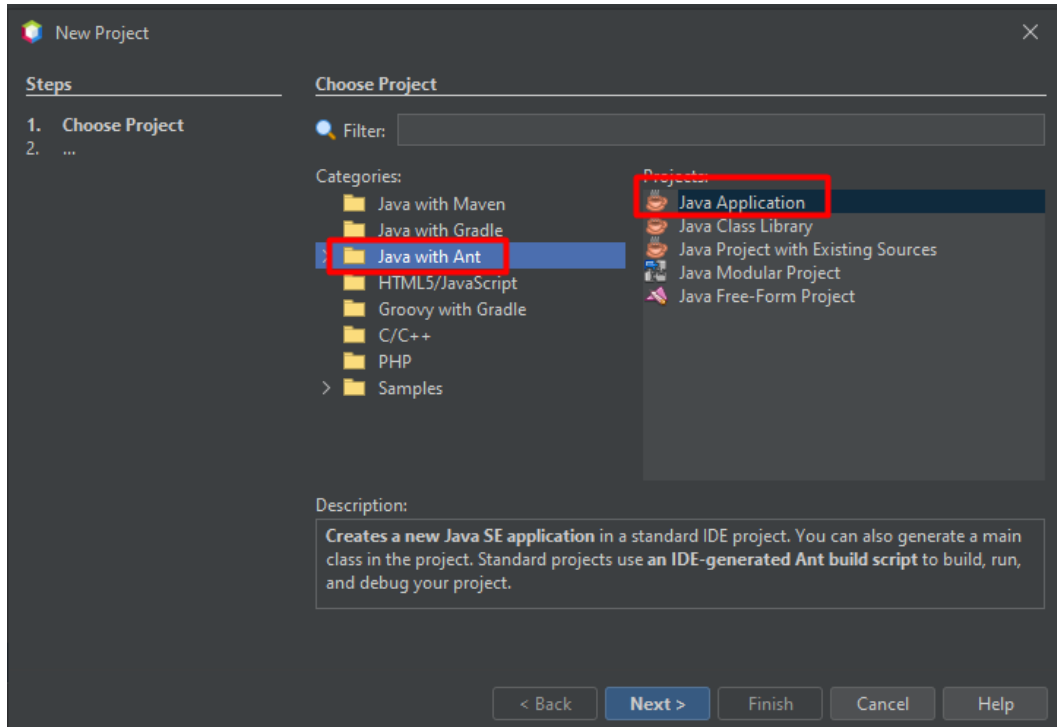 New Project
Steps
1. Choose Project
2. ...
Choose Project
Filter:
Categories:
Java with Maven
Java with Gradle
Java with Ant
HTML5/JavaScript
Groovy with Gradle
C/C++
PHP
Samples
Projects:
Java Application
Java Class Library
Java Project with Existing Sources
Java Modular Project
Java Free-Form Project
Description:
Creates a new Java SE application in a standard IDE project. You can also generate a main
class in the project. Standard projects use an IDE-generated Ant build script to build, run,
and debug your project.
< Back
Next >
Finish
Cancel
Help